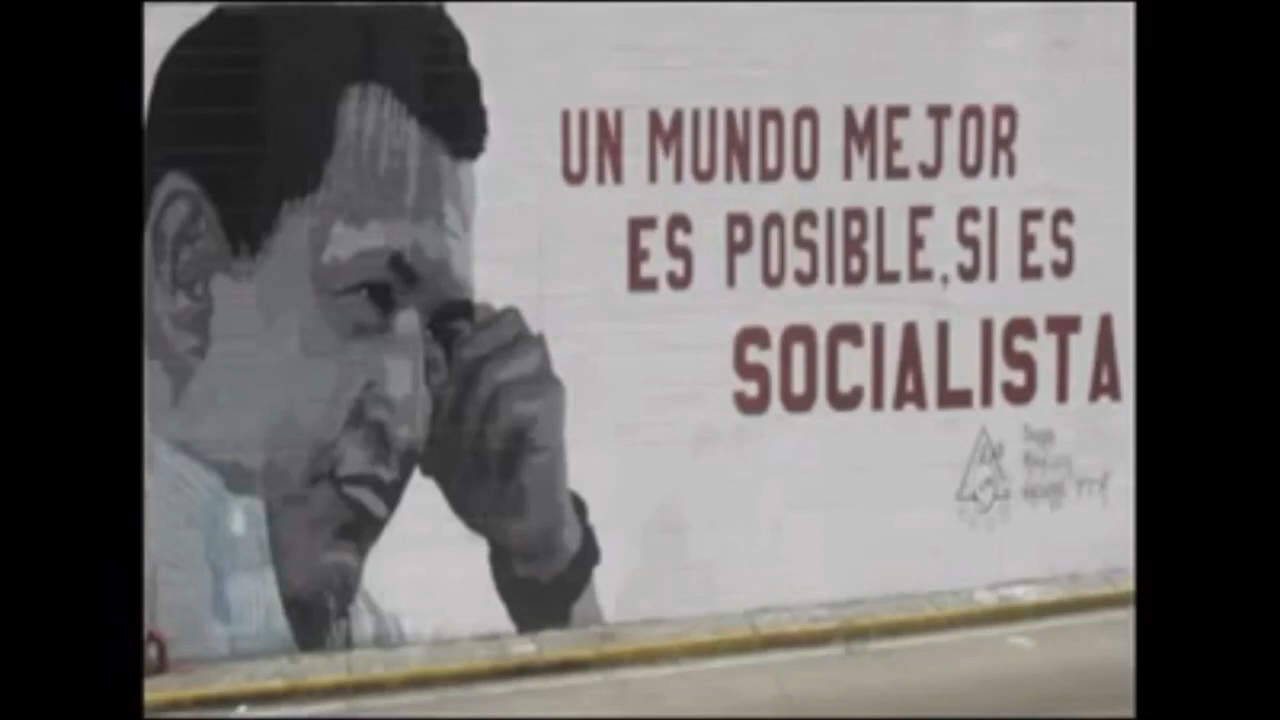 UN MUNDO MEJOR
ES POSIBLE, SI ES
SOCIALISTA